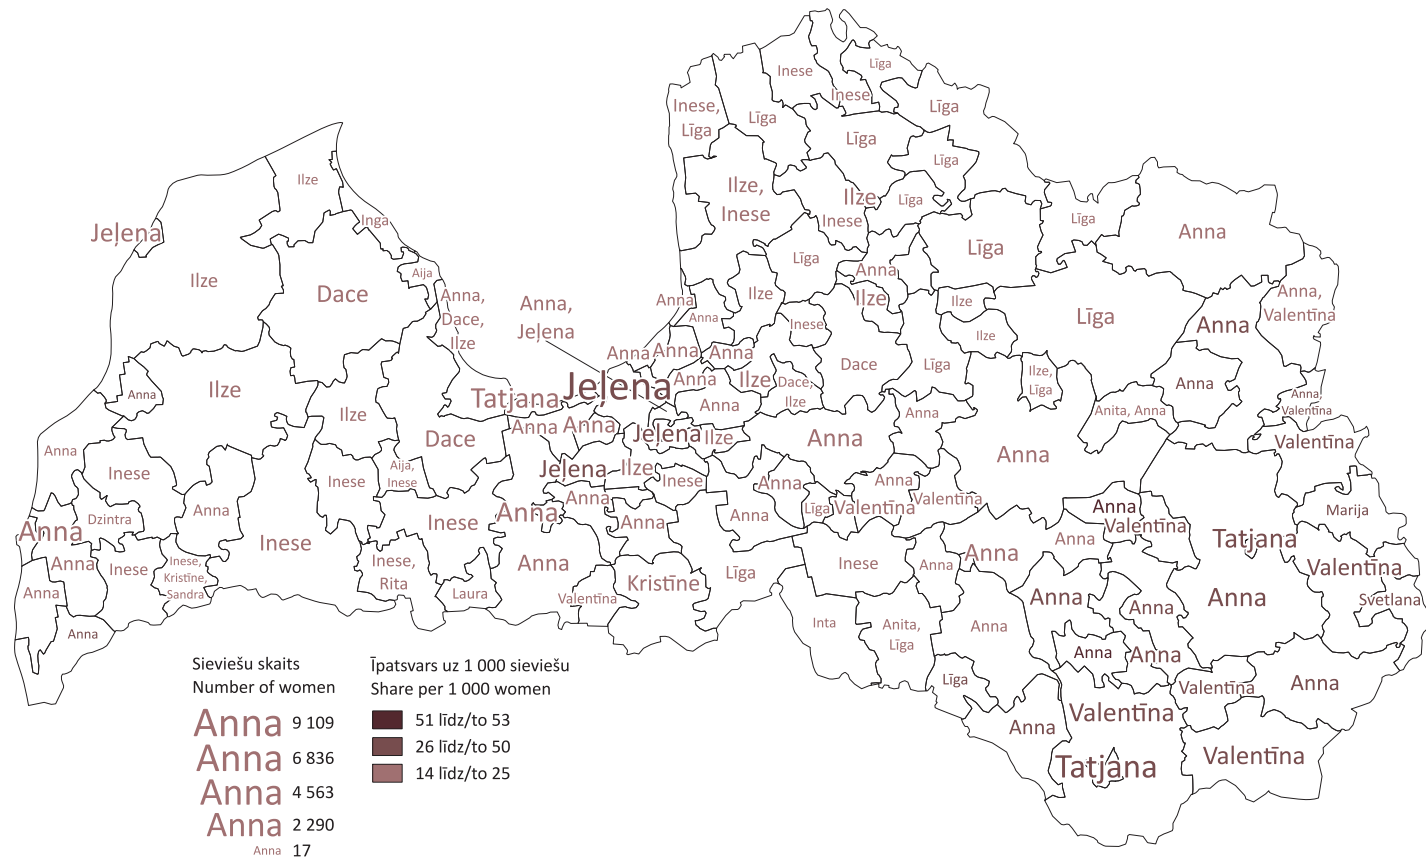 Inese
Līga
Inese
Inese,
Līga
Līga
Līga
Līga
Līga
Ilze
Ilze,
Inese
Ilze
Līga
Inese
Inga
Līga
Anna
Jeļena
Līga
Līga
Anna
Aija
Ilze
Dace
Ilze
Anna,
Dace,
Ilze
Anna,
Jeļena
Anna
Anna
Ilze
Ilze
Inese
Ilze
Līga
Anna
Anna,
Valentīna
Anna
Anna
Anna
Dace
Līga
Ilze,
Līga
Anna
Anna,
Valentīna
Ilze
Anna
Jeļena
Tatjana
Anna
Ilze
Dace,
Ilze
Anna
Anna
Anita, Anna
Ilze
Dace
Anna
Anna
Jeļena
Ilze
Anna
Anna
Valentīna
Anna
Inese
Aija,
Inese
Inese
Jeļena
Ilze
Inese
Anna
Anna
Valentīna
Dzintra
Anna
Inese
Anna
Anna
Anna
Anna
Līga
Valentīna
Anna
Valentīna
Marija
Anna
Inese
Anna
Inese
Anna
Tatjana
Anna
Inese,
Kristīne,
Sandra
Inese,
Rita
Laura
Anna
Valentīna
Kristīne
Līga
Inese
Anna
Anna
Valentīna
Svetlana
Anna
Anna
Anna
Anna
Inta
Anita,
Līga
Anna
Anna
Anna
Līga
Valentīna
Anna
Anna
Valentīna
Valentīna
Tatjana
Sieviešu skaits
Number of women
Anna 9 109
Anna 6 836
Anna 4 563
Anna 2 290
Anna 17
Īpatsvars uz 1 000 sieviešu
Share per 1 000 women
51 līdz/to 53
26 līdz/to 50
14 līdz/to 25